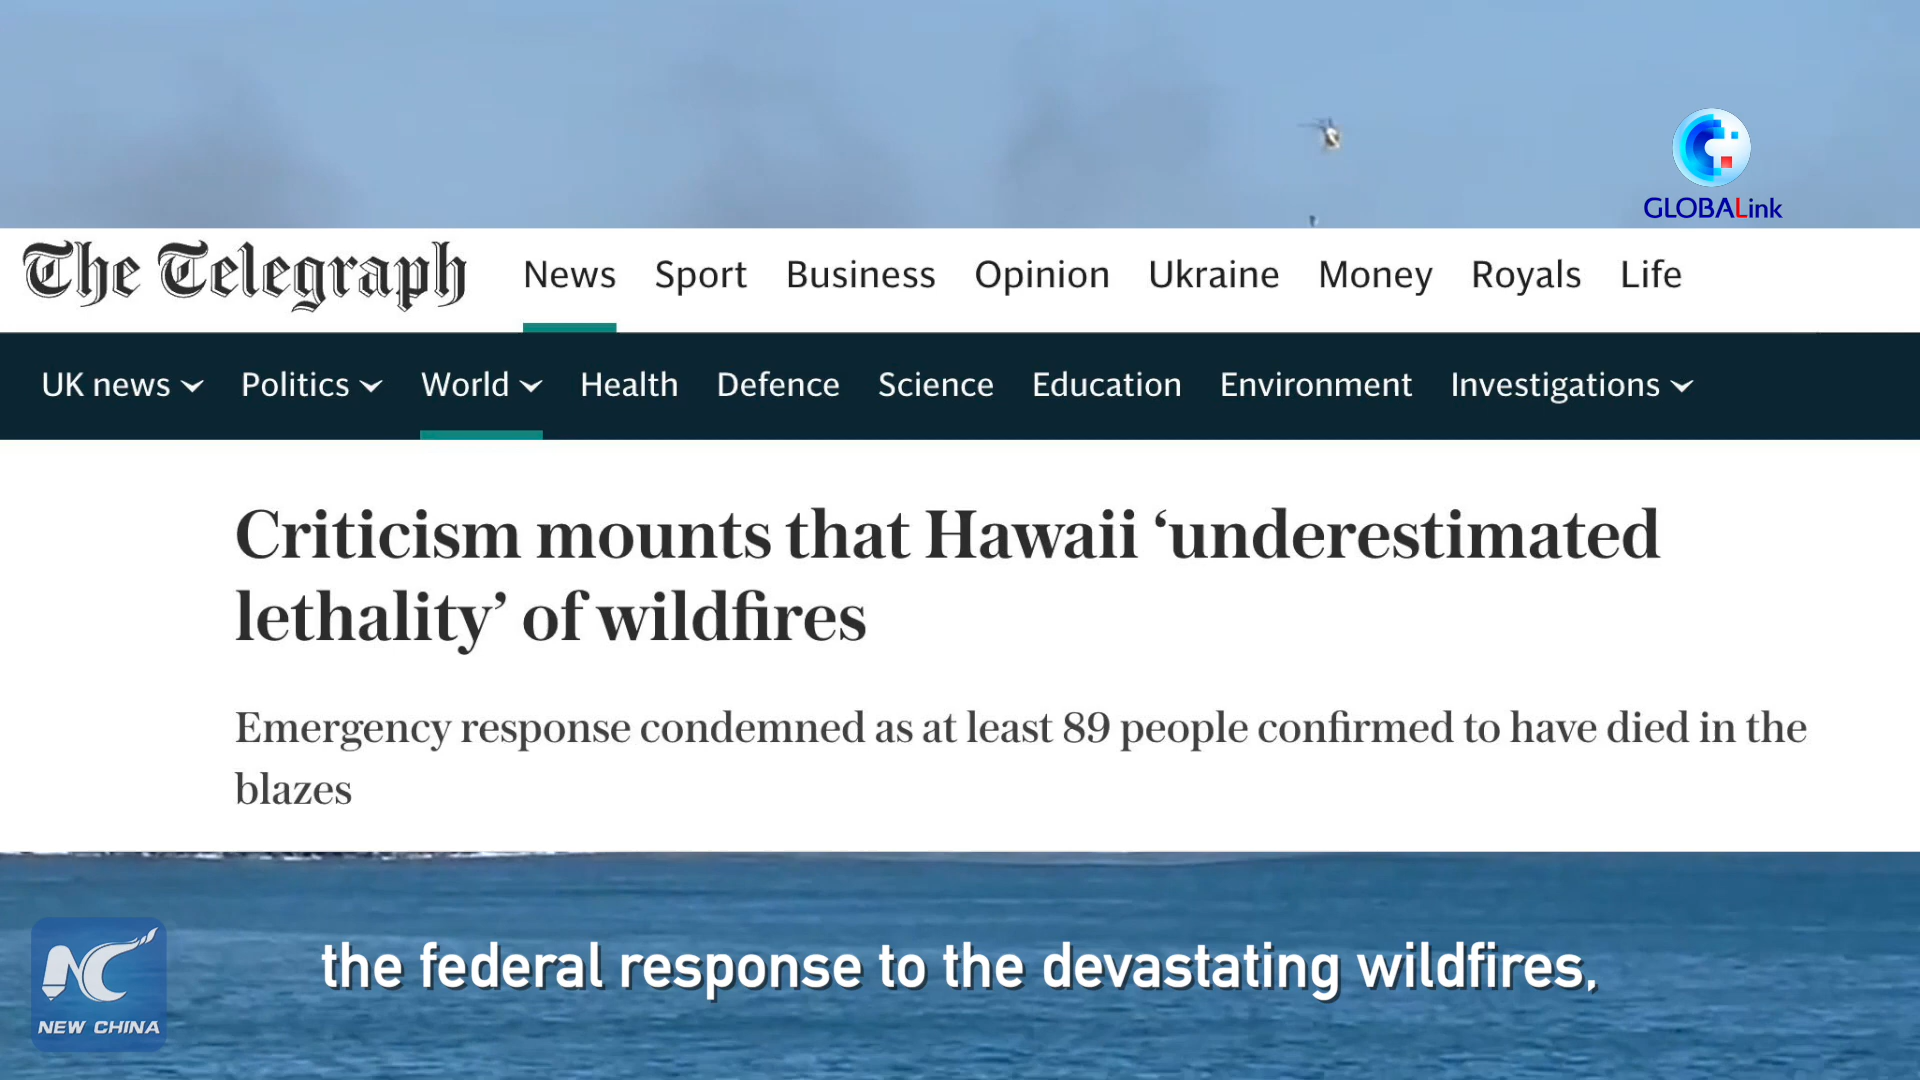 GLOBALink
The Telegraph News Sport Business Opinion Ukraine Money Royals Life
UK news Politics World Health Defence Science Education Environment Investigations
Criticism mounts that Hawaii ‘underestimated
lethality’ of wildfires
Emergency response condemned as at least 89 people confirmed to have died in the
blazes
the federal response to the devastating wildfires,
NC
NEW CHINA